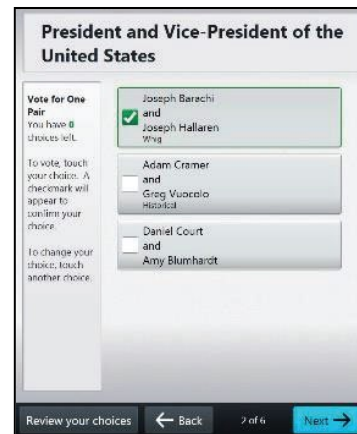 President and Vice-President of the
United States
Vote for One
Pair
You have 0
choices left.
To vote, touch
your choice. A
checkmark will
appear to
confirm your
choice.
To change your
choice, touch
another choice.
Joseph Barachi
and
Joseph Hallaren
Whig
Adam Cramer
and
Greg Vuocolo
Historical
Daniel Court
and
Amy Blumhardt
Review your choices
Back
2 of 6
Next